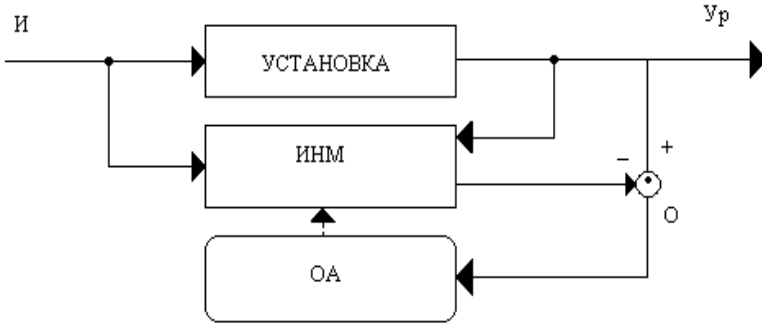 И
Ур
УСТАНОВКА
ИНМ
–
+
О
ОА